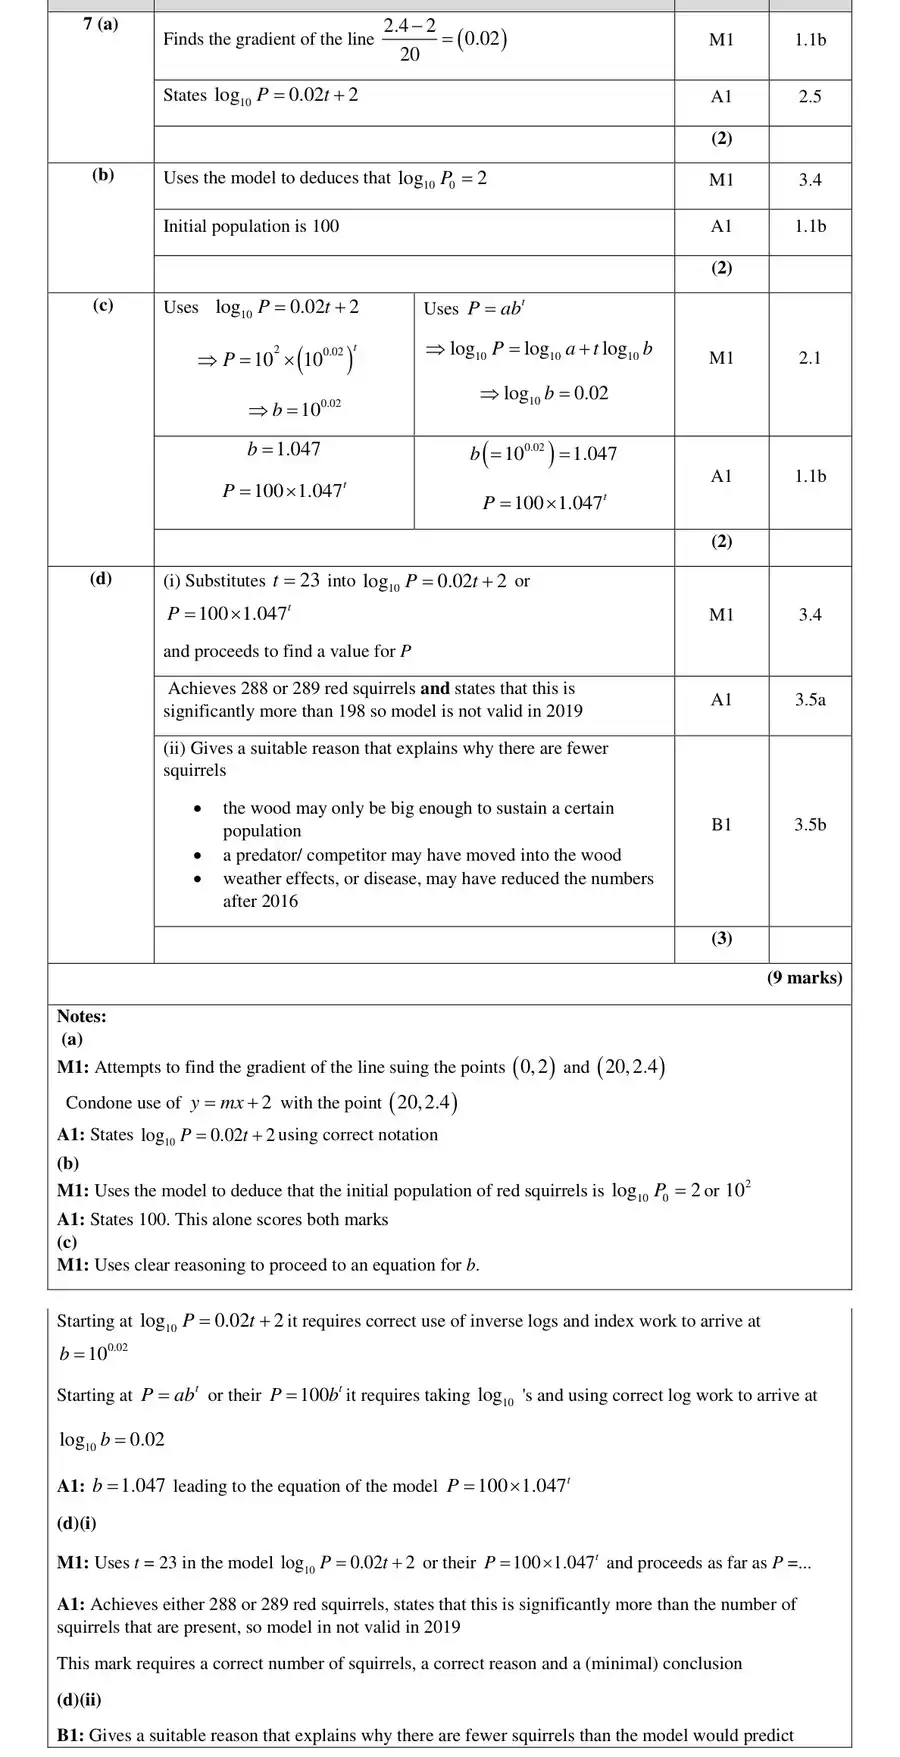 7 (a)
Finds the gradient of the line (2.4 − 2)/20 = (0.02)
M1
1.1b
States log₁₀ P = 0.02t + 2
A1
2.5
(2)
(b)
Uses the model to deduces that log₁₀ P₀ = 2
M1
3.4
Initial population is 100
A1
1.1b
(2)
(c)
Uses log₁₀ P = 0.02t + 2
⇒ P = 10² × (10^0.02)^t
⇒ b = 10^0.02
Uses P = ab^t
⇒ log₁₀ P = log₁₀ a + t log₁₀ b
⇒ log₁₀ b = 0.02
M1
2.1
b = 1.047
P = 100 × 1.047^t
b(= 10^0.02) = 1.047
P = 100 × 1.047^t
A1
1.1b
(2)
(d)
(i) Substitutes t = 23 into log₁₀ P = 0.02t + 2 or
P = 100 × 1.047^t
and proceeds to find a value for P
M1
3.4
Achieves 288 or 289 red squirrels and states that this is
significantly more than 198 so model is not valid in 2019
A1
3.5a
(ii) Gives a suitable reason that explains why there are fewer
squirrels
• the wood may only be big enough to sustain a certain
population
• a predator/ competitor may have moved into the wood
• weather effects, or disease, may have reduced the numbers
after 2016
B1
3.5b
(3)
(9 marks)
Notes:
(a)
M1: Attempts to find the gradient of the line suing the points (0, 2) and (20, 2.4)
Condone use of y = mx + 2 with the point (20, 2.4)
A1: States log₁₀ P = 0.02t + 2 using correct notation
(b)
M1: Uses the model to deduce that the initial population of red squirrels is log₁₀ P₀ = 2 or 10²
A1: States 100. This alone scores both marks
(c)
M1: Uses clear reasoning to proceed to an equation for b.
Starting at log₁₀ P = 0.02t + 2 it requires correct use of inverse logs and index work to arrive at
b = 10^0.02
Starting at P = ab^t or their P = 100b^t it requires taking log₁₀ 's and using correct log work to arrive at
log₁₀ b = 0.02
A1: b = 1.047 leading to the equation of the model P = 100 × 1.047^t
(d)(i)
M1: Uses t = 23 in the model log₁₀ P = 0.02t + 2 or their P = 100 × 1.047^t and proceeds as far as P =...
A1: Achieves either 288 or 289 red squirrels, states that this is significantly more than the number of
squirrels that are present, so model in not valid in 2019
This mark requires a correct number of squirrels, a correct reason and a (minimal) conclusion
(d)(ii)
B1: Gives a suitable reason that explains why there are fewer squirrels than the model would predict